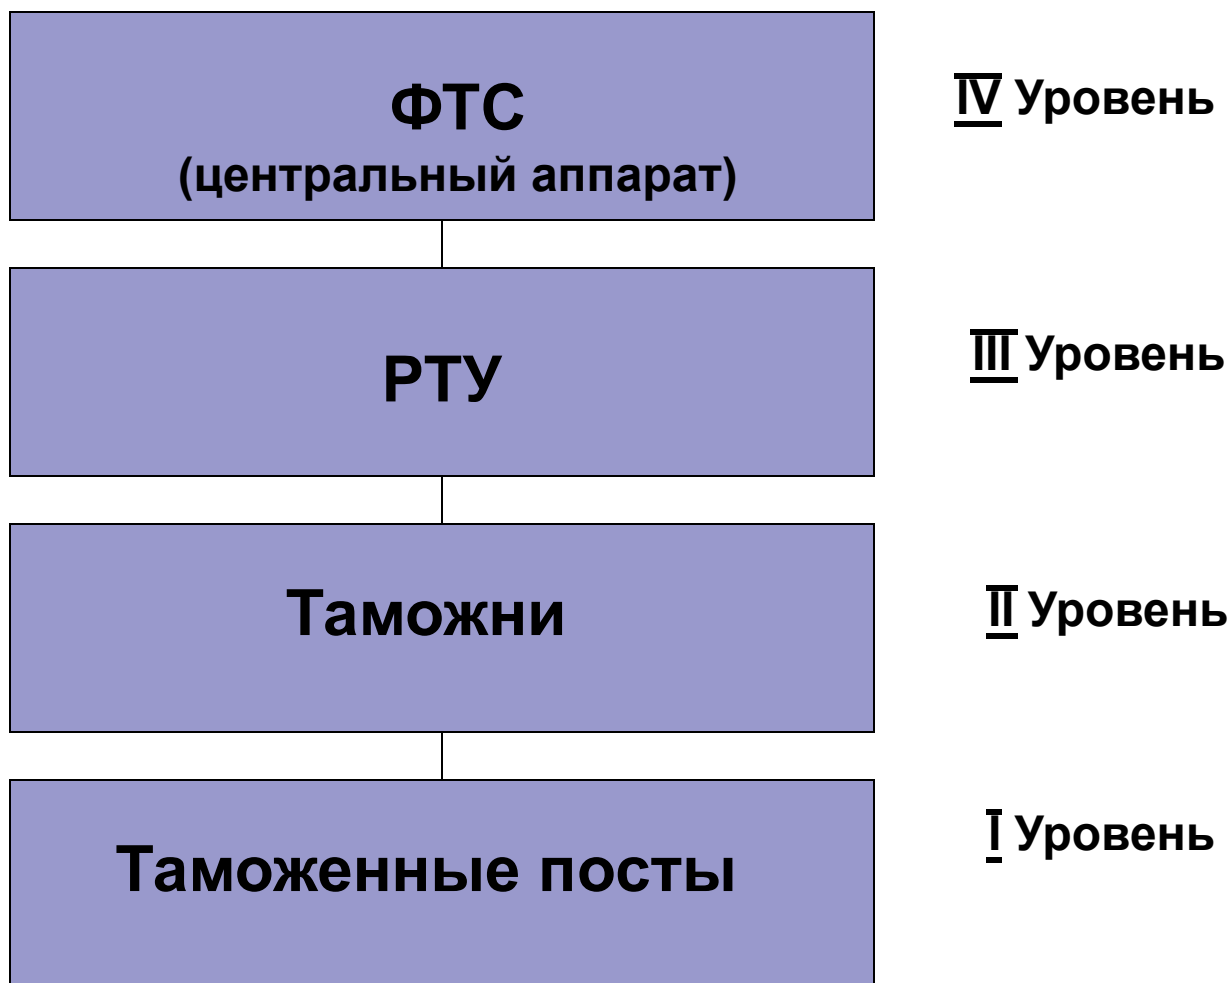 ФТС
(центральный аппарат)
IV Уровень
РТУ
III Уровень
Таможни
II Уровень
Таможенные посты
I Уровень